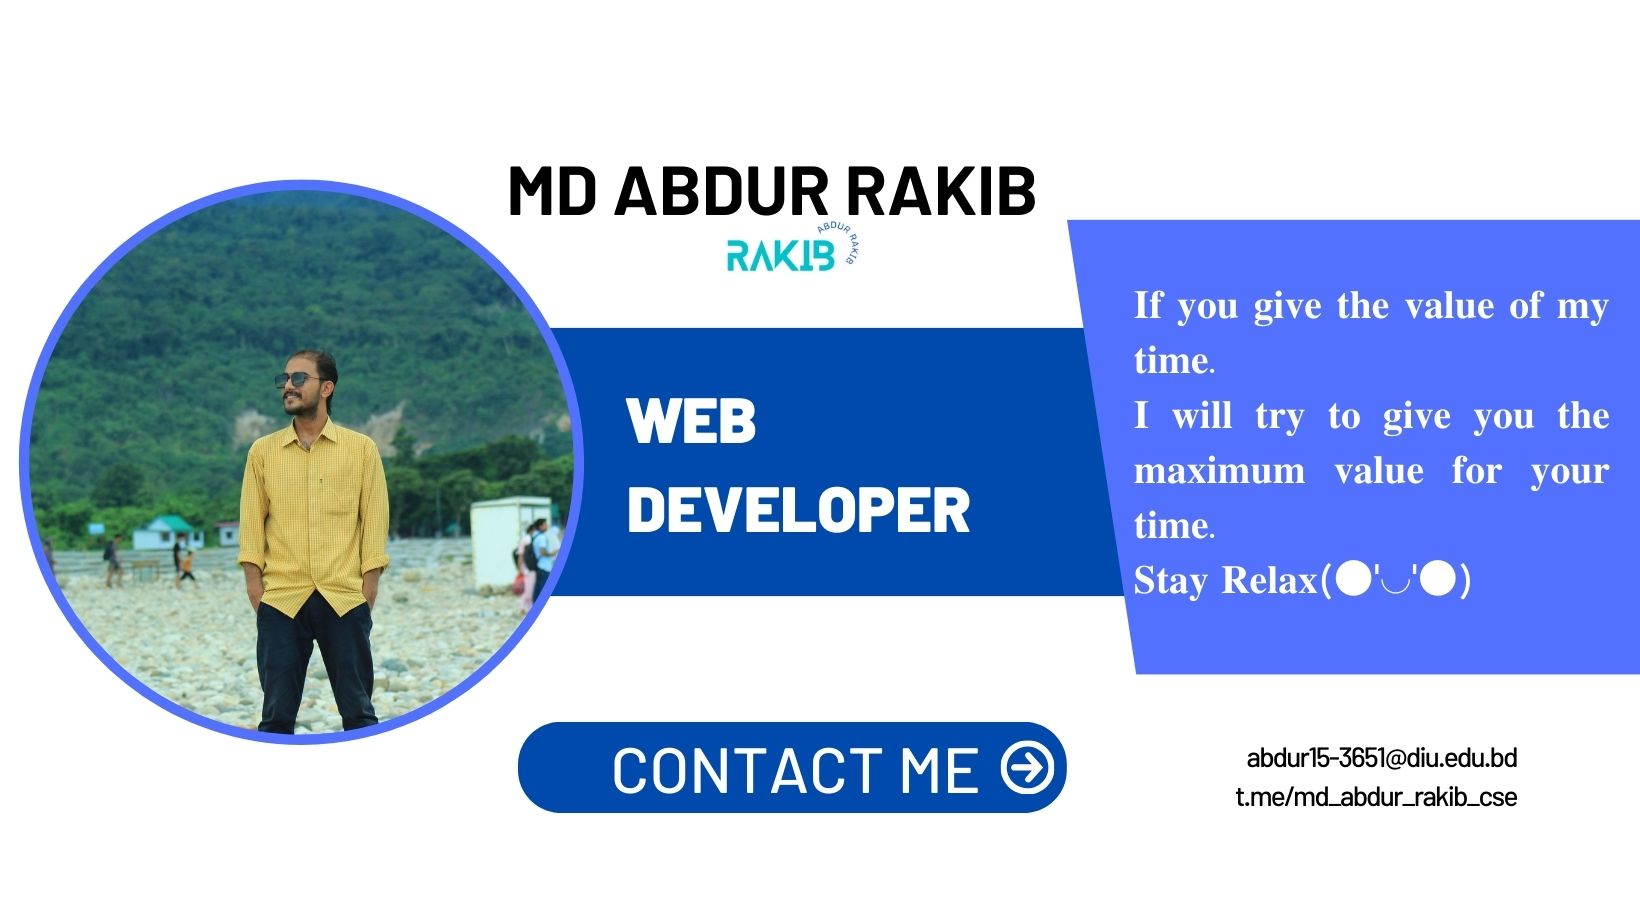 MD ABDUR RAKIB
RAKIB
ABDUR RAKIB
WEB
DEVELOPER
If you give the value of my
time.
I will try to give you the
maximum value for your
time.
Stay Relax(●'◡'●)
CONTACT ME
abdur15-3651@diu.edu.bd
t.me/md_abdur_rakib_cse